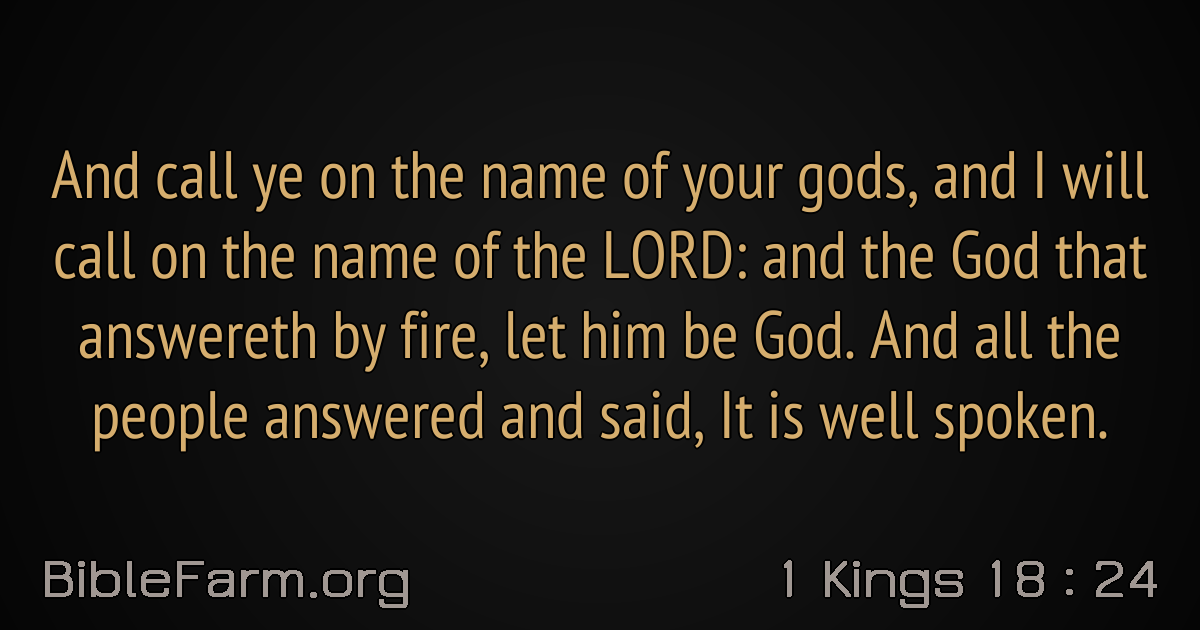 And call ye on the name of your gods, and I will
call on the name of the LORD: and the God that
answereth by fire, let him be God. And all the
people answered and said, It is well spoken.
BibleFarm.org
1 Kings 18 : 24